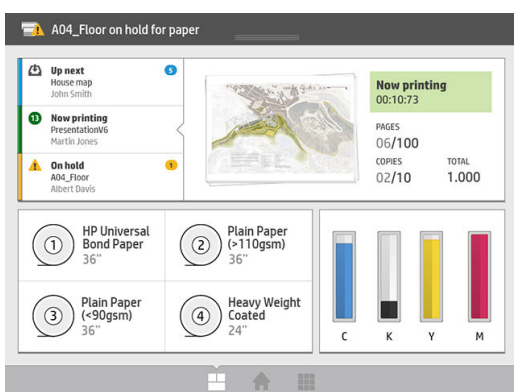 A04_Floor on hold for paper
Up next 5
House map
John Smith
13 Now printing
PresentationV6
Martin Jones
On hold 1
A04_Floor
Albert Davis
Now printing
00:10:73
PAGES
06/100
COPIES TOTAL
02/10 1.000
1 HP Universal
Bond Paper
36"
2 Plain Paper
(>110gsm)
36"
3 Plain Paper
(<90gsm)
36"
4 Heavy Weight
Coated
24"
C K Y M